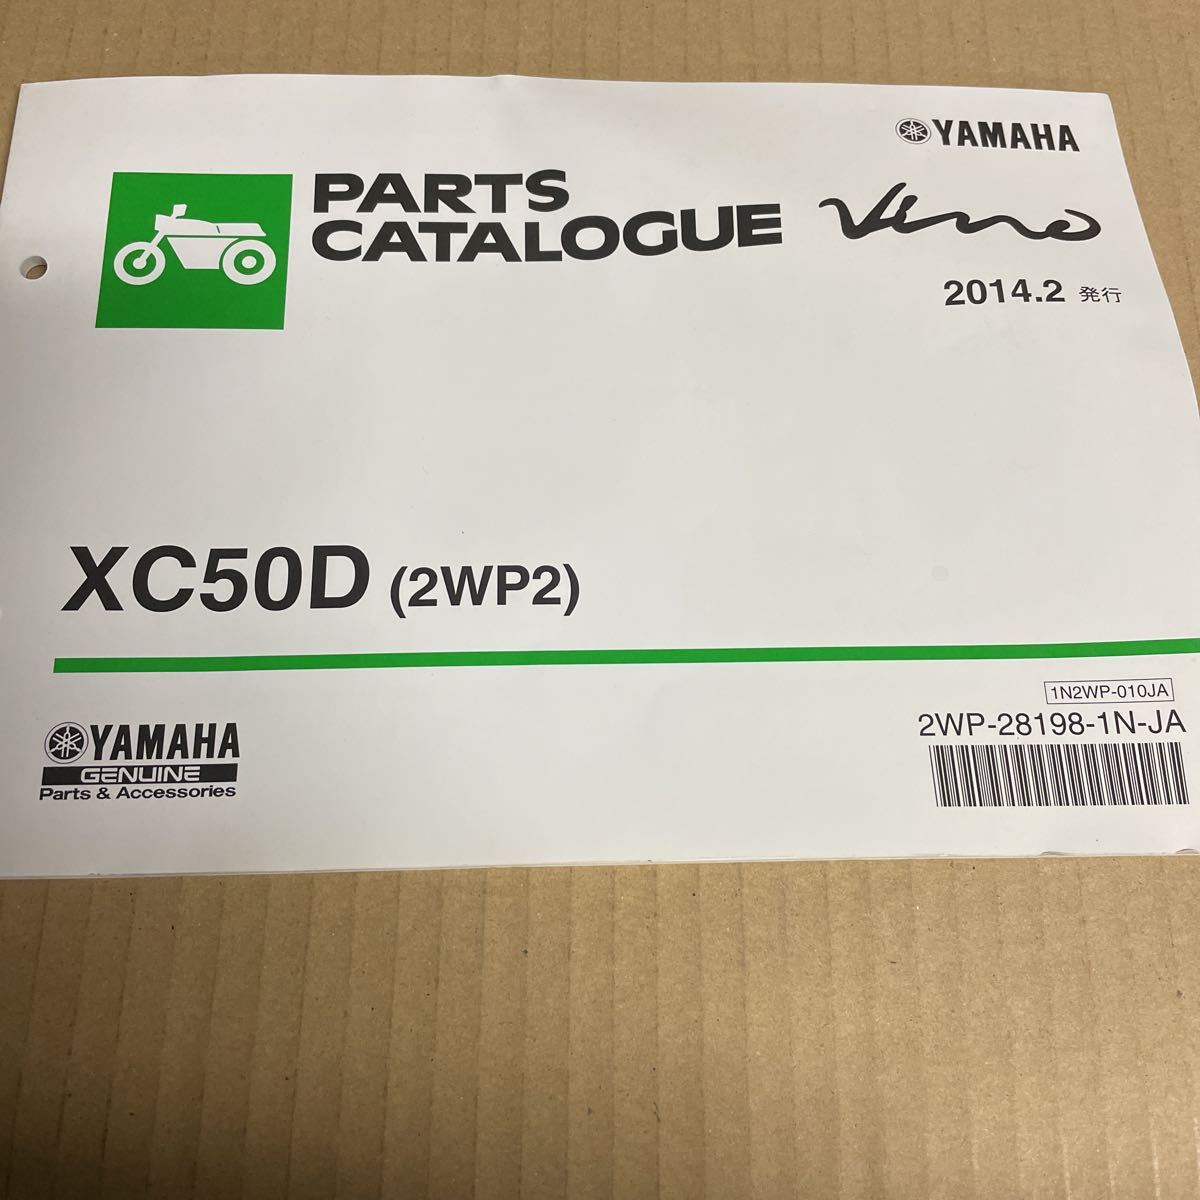 YAMAHA
PARTS
CATALOGUE
Vino
2014.2 発行
XC50D (2WP2)
1N2WP-010JA
2WP-28198-1N-JA
YAMAHA
GENUINE
Parts & Accessories